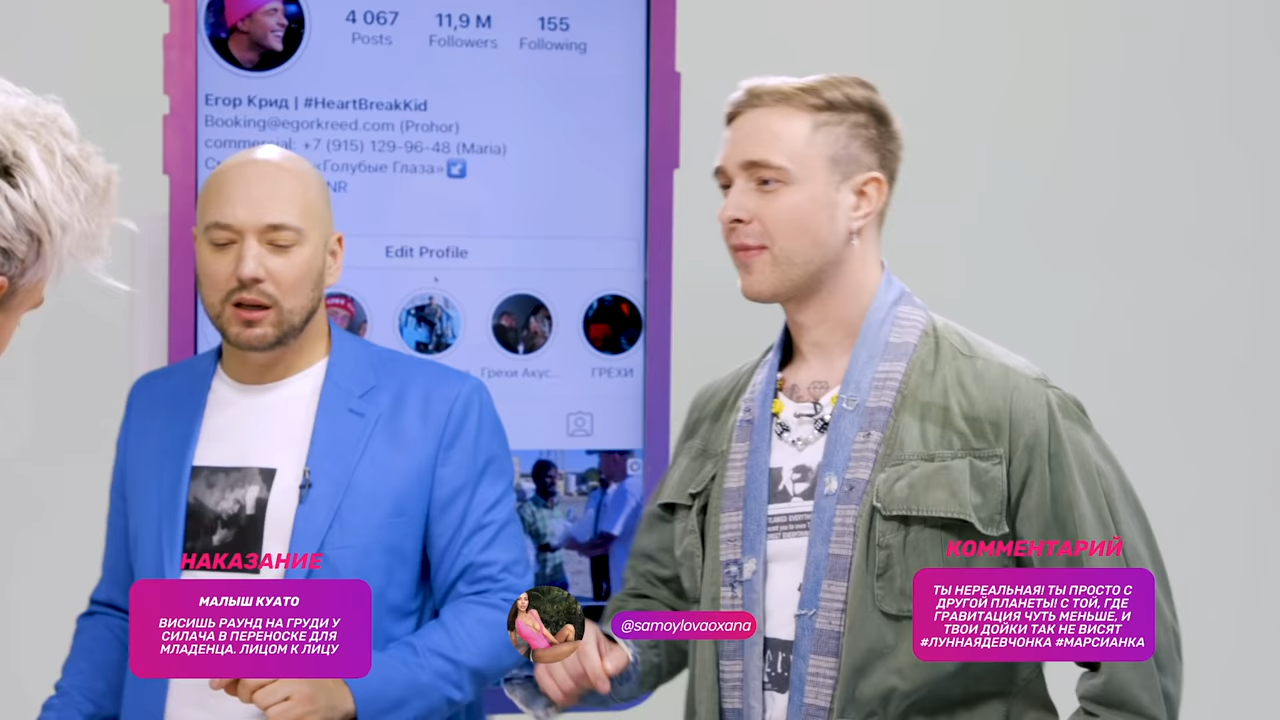 4 067
11,9 M
155
Posts
Followers
Following
Егор Крид | #HeartBreakKid
Booking@egorkreed.com (Prohor)
commercial: +7 (915) 129-96-48 (Maria)
«Голубые Глаза»
NR
Edit Profile
Грехи Акус...
ГРЕХИ
НАКАЗАНИЕ
МАЛЫШ КУАТО
ВИСИШЬ РАУНД НА ГРУДИ У
СИЛАЧА В ПЕРЕНОСКЕ ДЛЯ
МЛАДЕНЦА. ЛИЦОМ К ЛИЦУ
@samoylovaoxana
КОММЕНТАРИЙ
ТЫ НЕРЕАЛЬНАЯ! ТЫ ПРОСТО С
ДРУГОЙ ПЛАНЕТЫ! С ТОЙ, ГДЕ
ГРАВИТАЦИЯ ЧУТЬ МЕНЬШЕ, И
ТВОИ ДОЙКИ ТАК НЕ ВИСЯТ
#ЛУННАЯДЕВЧОНКА #МАРСИАНКА